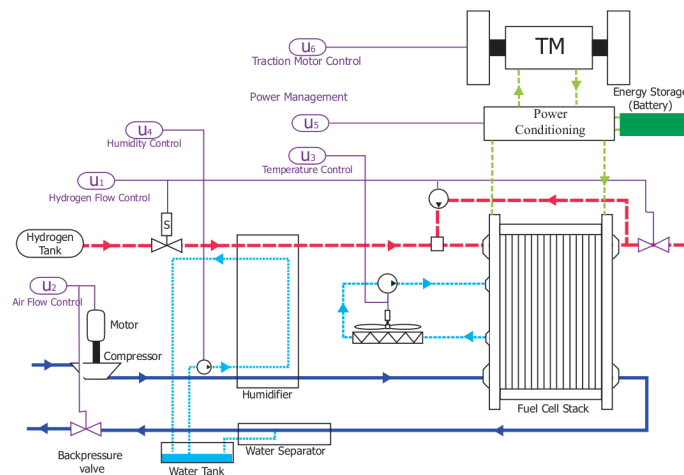 u6
Traction Motor Control
TM
Energy Storage
(Battery)
Power Management
u5
Power
Conditioning
u4
Humidity Control
u3
Temperature Control
u1
Hydrogen Flow Control
S
Hydrogen
Tank
u2
Air Flow Control
Motor
Compressor
Humidifier
Fuel Cell Stack
Backpressure
valve
Water Tank
Water Separator